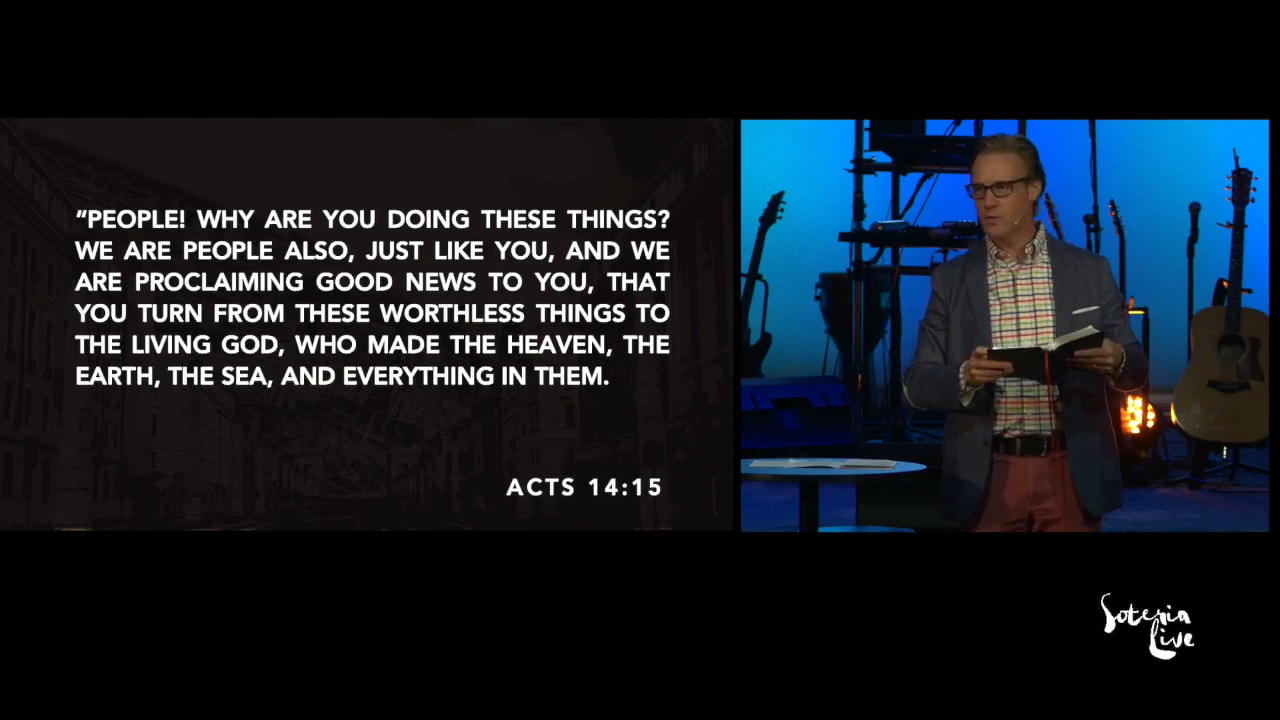 “PEOPLE! WHY ARE YOU DOING THESE THINGS?
WE ARE PEOPLE ALSO, JUST LIKE YOU, AND WE
ARE PROCLAIMING GOOD NEWS TO YOU, THAT
YOU TURN FROM THESE WORTHLESS THINGS TO
THE LIVING GOD, WHO MADE THE HEAVEN, THE
EARTH, THE SEA, AND EVERYTHING IN THEM.
ACTS 14:15
Soteria
Live